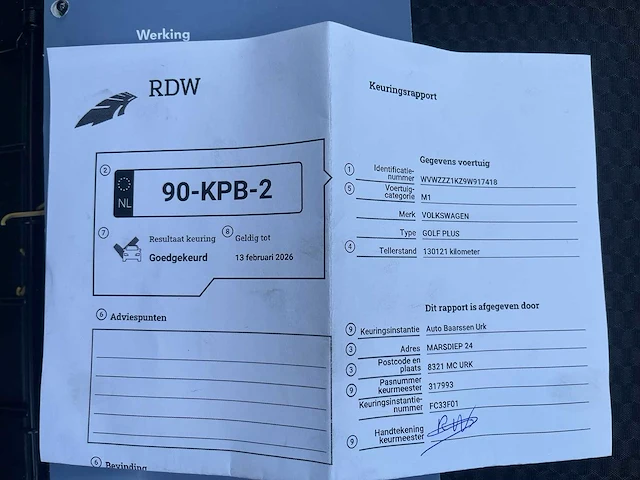 Werking
RDW
Keuringsrapport
2
NL
90-KPB-2
7 Resultaat keuring
Goedgekeurd
8 Geldig tot
13 februari 2026
6 Adviespunten
6 Bevinding
Gegevens voertuig
1 Identificatie-
nummer WVWZZZ1KZ9W917418
5 Voertuig-
categorie M1
Merk VOLKSWAGEN
Type GOLF PLUS
4 Tellerstand 130121 kilometer
Dit rapport is afgegeven door
9 Keuringsinstantie Auto Baarssen Urk
3 Adres MARSDIEP 24
3 Postcode en
plaats 8321 MC URK
9 Pasnummer
keurmeester 317993
Keuringsinstantie-
nummer FC33F01
9 Handtekening
keurmeester